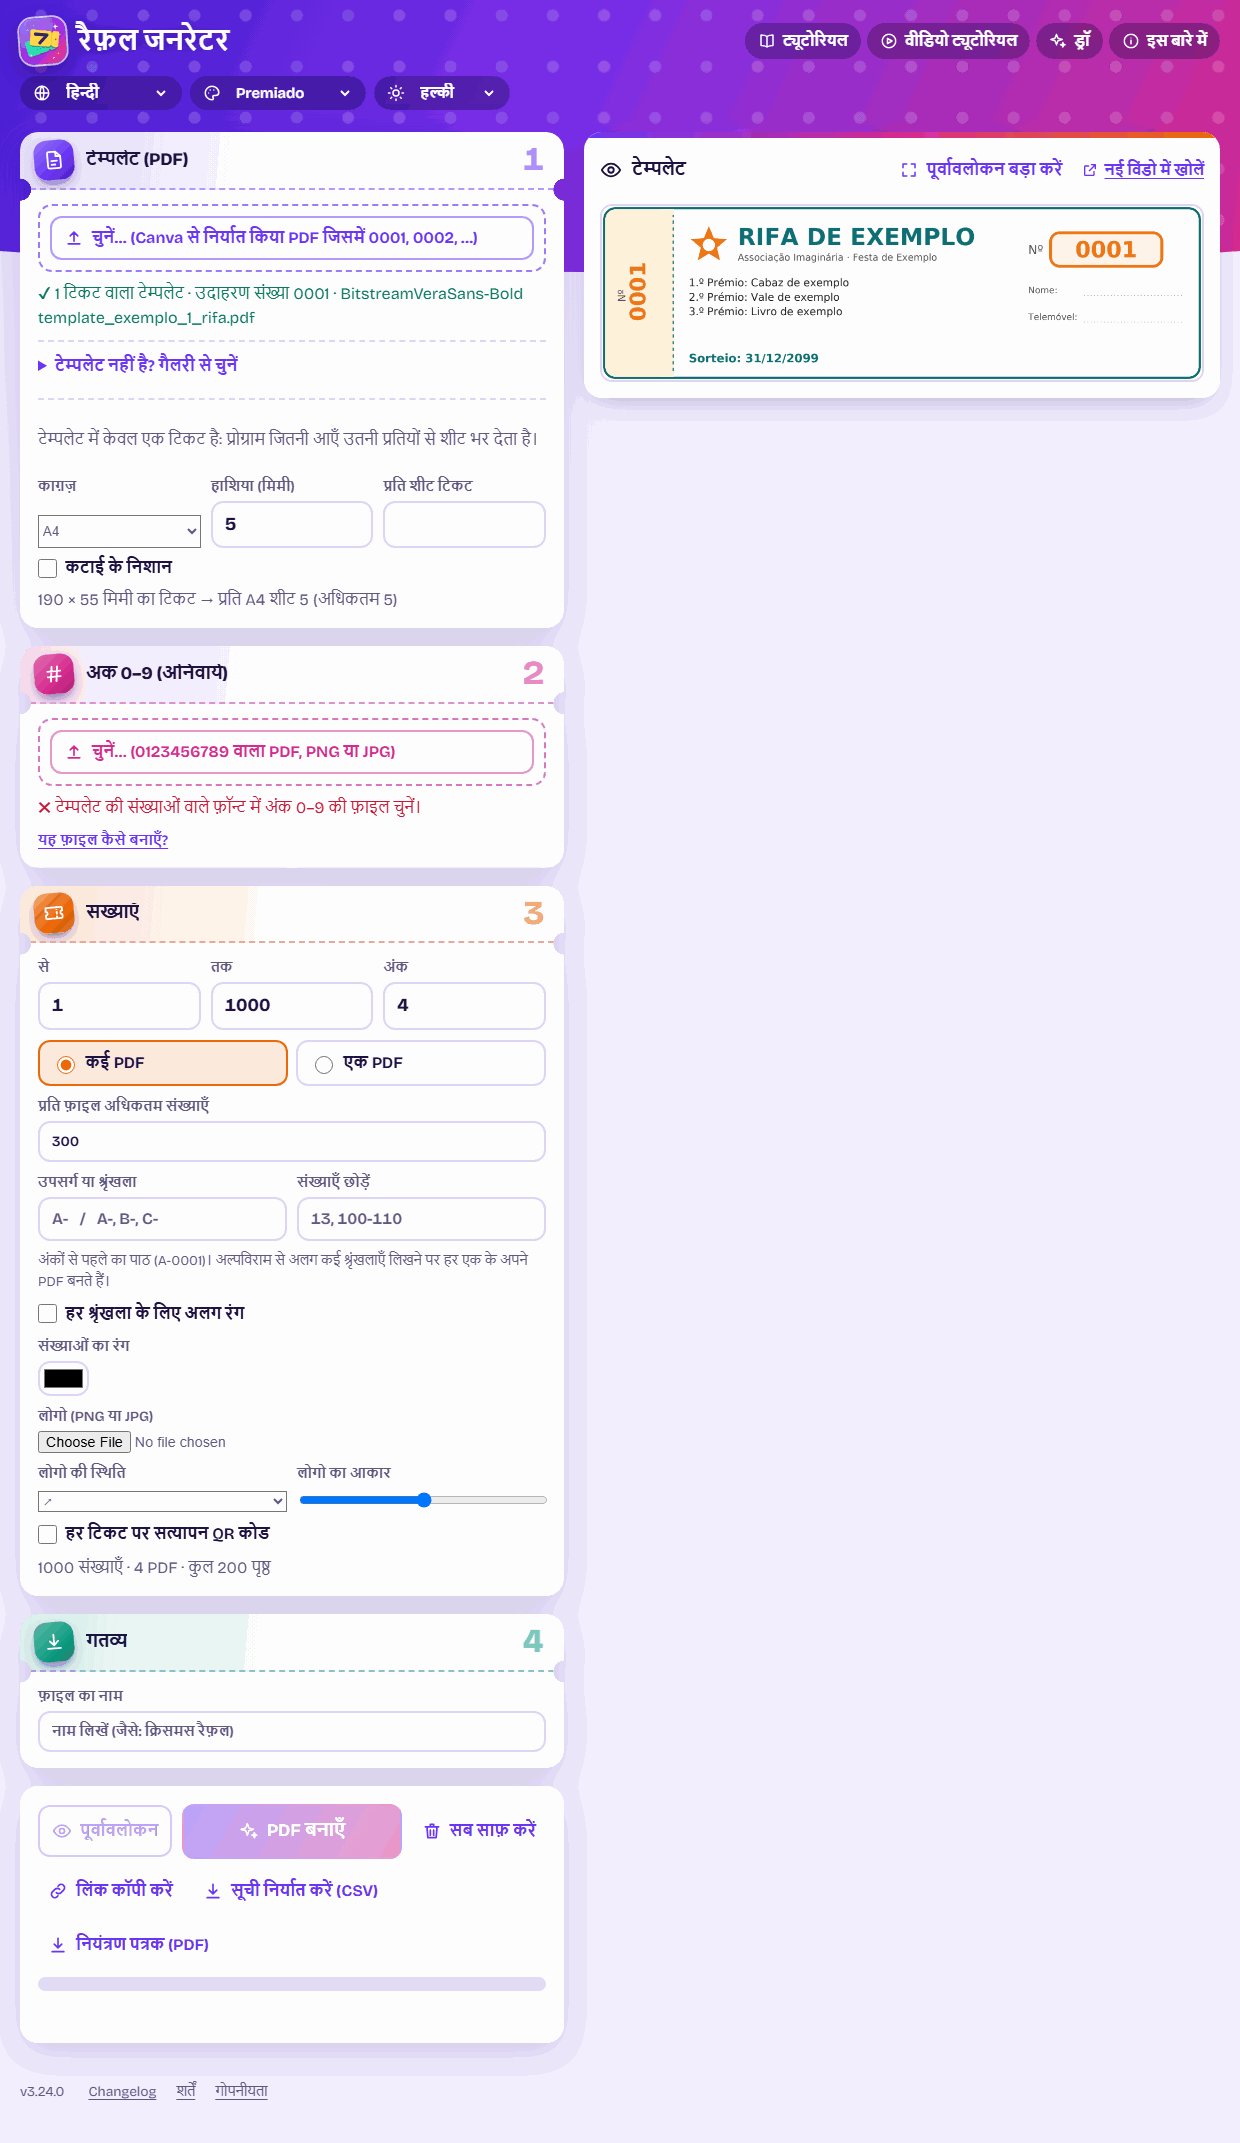 रैफ़ल जनरेटर
ट्यूटोरियल
वीडियो ट्यूटोरियल
ड्रॉ
इस बारे में
हिन्दी
Premiado
हल्की
टेम्पलेट (PDF)
1
चुनें… (Canva से निर्यात किया PDF जिसमें 0001, 0002, …)
✓ 1 टिकट वाला टेम्पलेट · उदाहरण संख्या 0001 · BitstreamVeraSans-Bold
template_exemplo_1_rifa.pdf
टेम्पलेट नहीं है? गैलरी से चुनें
टेम्पलेट में केवल एक टिकट है: प्रोग्राम जितनी आएँ उतनी प्रतियों से शीट भर देता है।
काग़ज़
हाशिया (मिमी)
प्रति शीट टिकट
A4
5
कटाई के निशान
190 × 55 मिमी का टिकट → प्रति A4 शीट 5 (अधिकतम 5)
अंक 0–9 (अनिवार्य)
2
चुनें… (0123456789 वाला PDF, PNG या JPG)
✕ टेम्पलेट की संख्याओं वाले फ़ॉन्ट में अंक 0–9 की फ़ाइल चुनें।
यह फ़ाइल कैसे बनाएँ?
संख्याएँ
3
से
तक
अंक
1
1000
4
कई PDF
एक PDF
प्रति फ़ाइल अधिकतम संख्याएँ
300
उपसर्ग या श्रृंखला
संख्याएँ छोड़ें
A- / A-, B-, C-
13, 100-110
अंकों से पहले का पाठ (A-0001)। अल्पविराम से अलग कई श्रृंखलाएँ लिखने पर हर एक के अपने
PDF बनते हैं।
हर श्रृंखला के लिए अलग रंग
संख्याओं का रंग
लोगो (PNG या JPG)
Choose File No file chosen
लोगो की स्थिति
लोगो का आकार
↗
हर टिकट पर सत्यापन QR कोड
1000 संख्याएँ · 4 PDF · कुल 200 पृष्ठ
गंतव्य
4
फ़ाइल का नाम
नाम लिखें (जैसे: क्रिसमस रैफ़ल)
पूर्वावलोकन
PDF बनाएँ
सब साफ़ करें
लिंक कॉपी करें
सूची निर्यात करें (CSV)
नियंत्रण पत्रक (PDF)
v3.24.0
Changelog
शर्तें
गोपनीयता
टेम्पलेट
पूर्वावलोकन बड़ा करें
नई विंडो में खोलें
Nº
0001
RIFA DE EXEMPLO
Associação Imaginária · Festa de Exemplo
1.º Prémio: Cabaz de exemplo
2.º Prémio: Vale de exemplo
3.º Prémio: Livro de exemplo
Sorteio: 31/12/2099
Nº 0001
Nome:
Telemóvel: